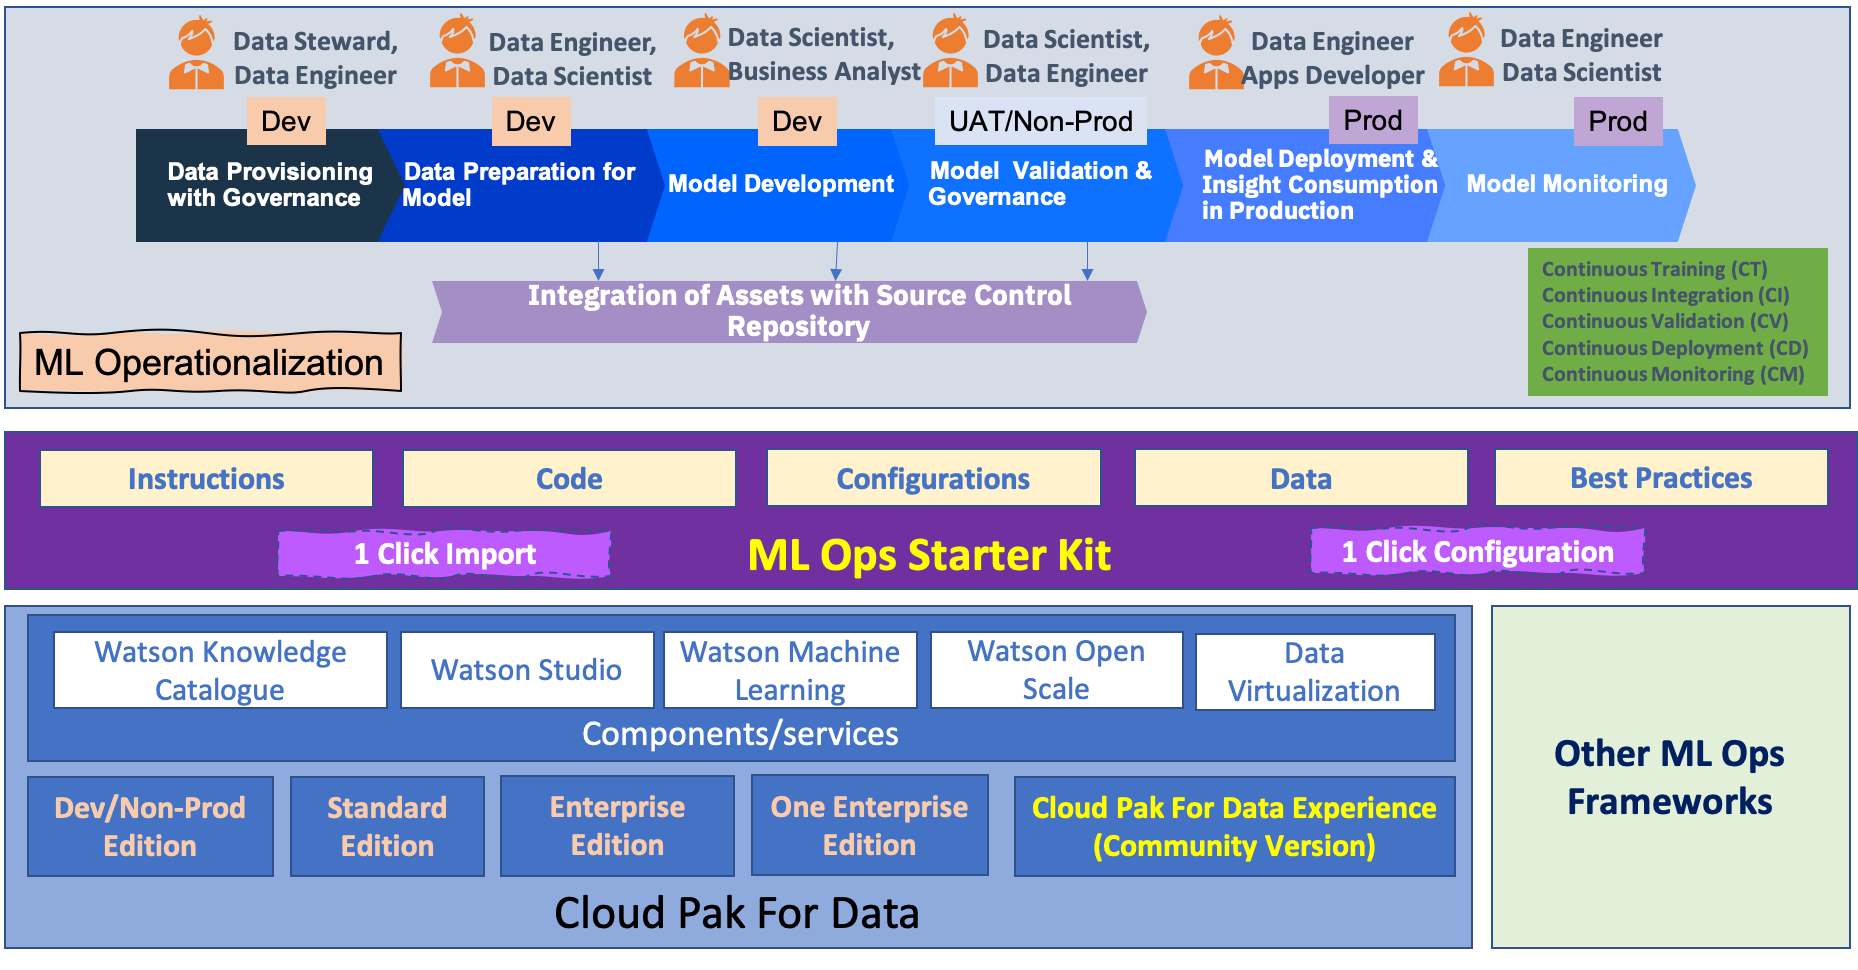 Data Steward,
Data Engineer
Data Engineer,
Data Scientist
Data Scientist,
Business Analyst
Data Scientist,
Data Engineer
Data Engineer
Apps Developer
Data Engineer
Data Scientist
Dev
Dev
Dev
UAT/Non-Prod
Prod
Prod
Data Provisioning
with Governance
Data Preparation for
Model
Model Development
Model Validation &
Governance
Model Deployment &
Insight Consumption
in Production
Model Monitoring
Integration of Assets with Source Control
Repository
Continuous Training (CT)
Continuous Integration (CI)
Continuous Validation (CV)
Continuous Deployment (CD)
Continuous Monitoring (CM)
ML Operationalization
Instructions
Code
Configurations
Data
Best Practices
1 Click Import
ML Ops Starter Kit
1 Click Configuration
Watson Knowledge
Catalogue
Watson Studio
Watson Machine
Learning
Watson Open
Scale
Data
Virtualization
Components/services
Dev/Non-Prod
Edition
Standard
Edition
Enterprise
Edition
One Enterprise
Edition
Cloud Pak For Data Experience
(Community Version)
Cloud Pak For Data
Other ML Ops
Frameworks